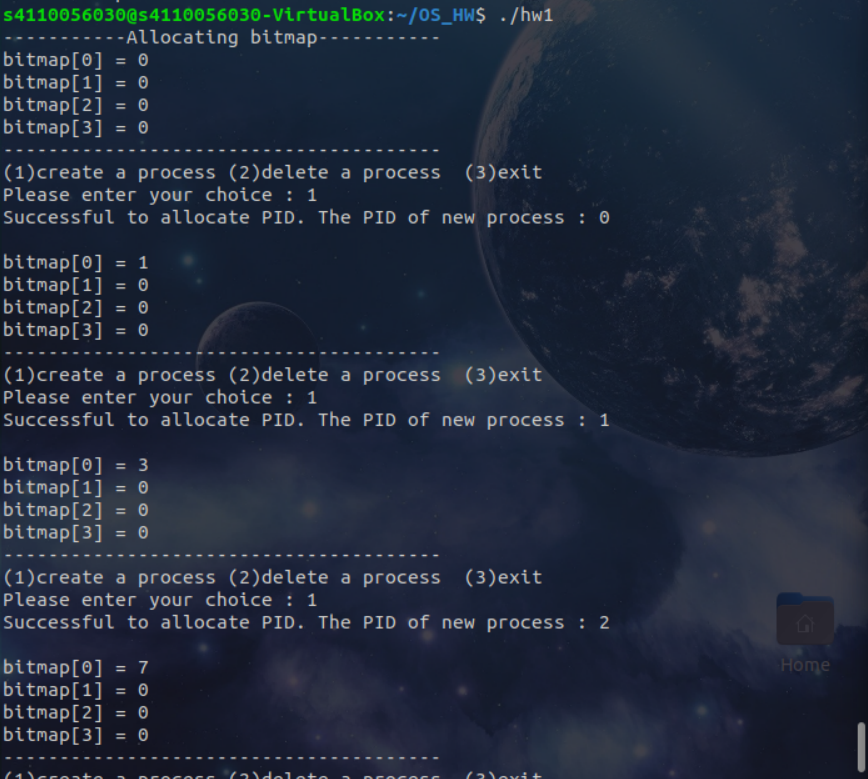 s4110056030@s4110056030-VirtualBox:~/OS_HW$ ./hw1
-----------Allocating bitmap-----------
bitmap[0] = 0
bitmap[1] = 0
bitmap[2] = 0
bitmap[3] = 0
---------------------------------------
(1)create a process (2)delete a process  (3)exit
Please enter your choice : 1
Successful to allocate PID. The PID of new process : 0

bitmap[0] = 1
bitmap[1] = 0
bitmap[2] = 0
bitmap[3] = 0
---------------------------------------
(1)create a process (2)delete a process  (3)exit
Please enter your choice : 1
Successful to allocate PID. The PID of new process : 1

bitmap[0] = 3
bitmap[1] = 0
bitmap[2] = 0
bitmap[3] = 0
---------------------------------------
(1)create a process (2)delete a process  (3)exit
Please enter your choice : 1
Successful to allocate PID. The PID of new process : 2
Home

bitmap[0] = 7
bitmap[1] = 0
bitmap[2] = 0
bitmap[3] = 0
---------------------------------------
(1)create a process (2)delete a process  (3)exit